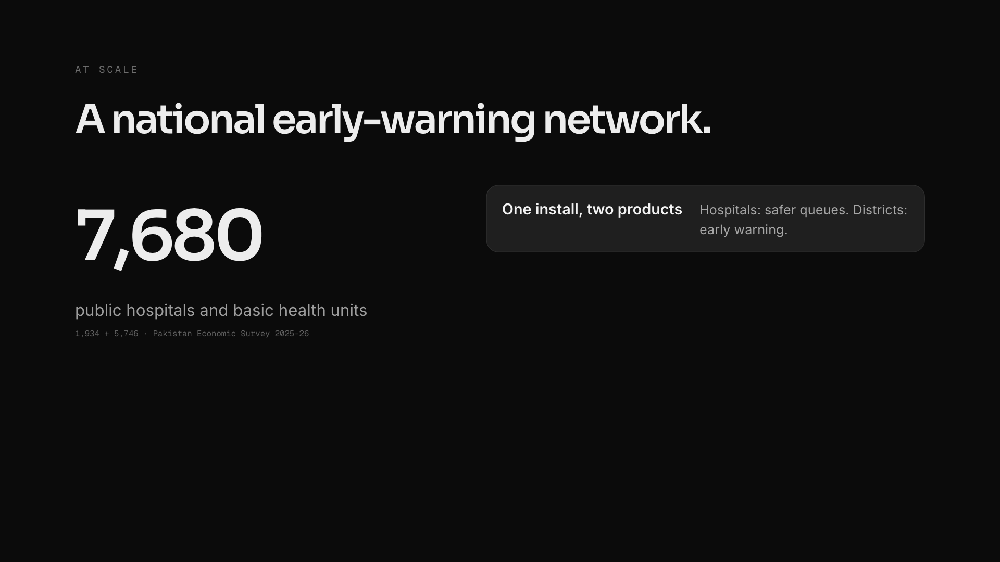 AT SCALE
A national early-warning network.
7,680
public hospitals and basic health units
1,934 + 5,746 · Pakistan Economic Survey 2025-26
One install, two products
Hospitals: safer queues. Districts:
early warning.